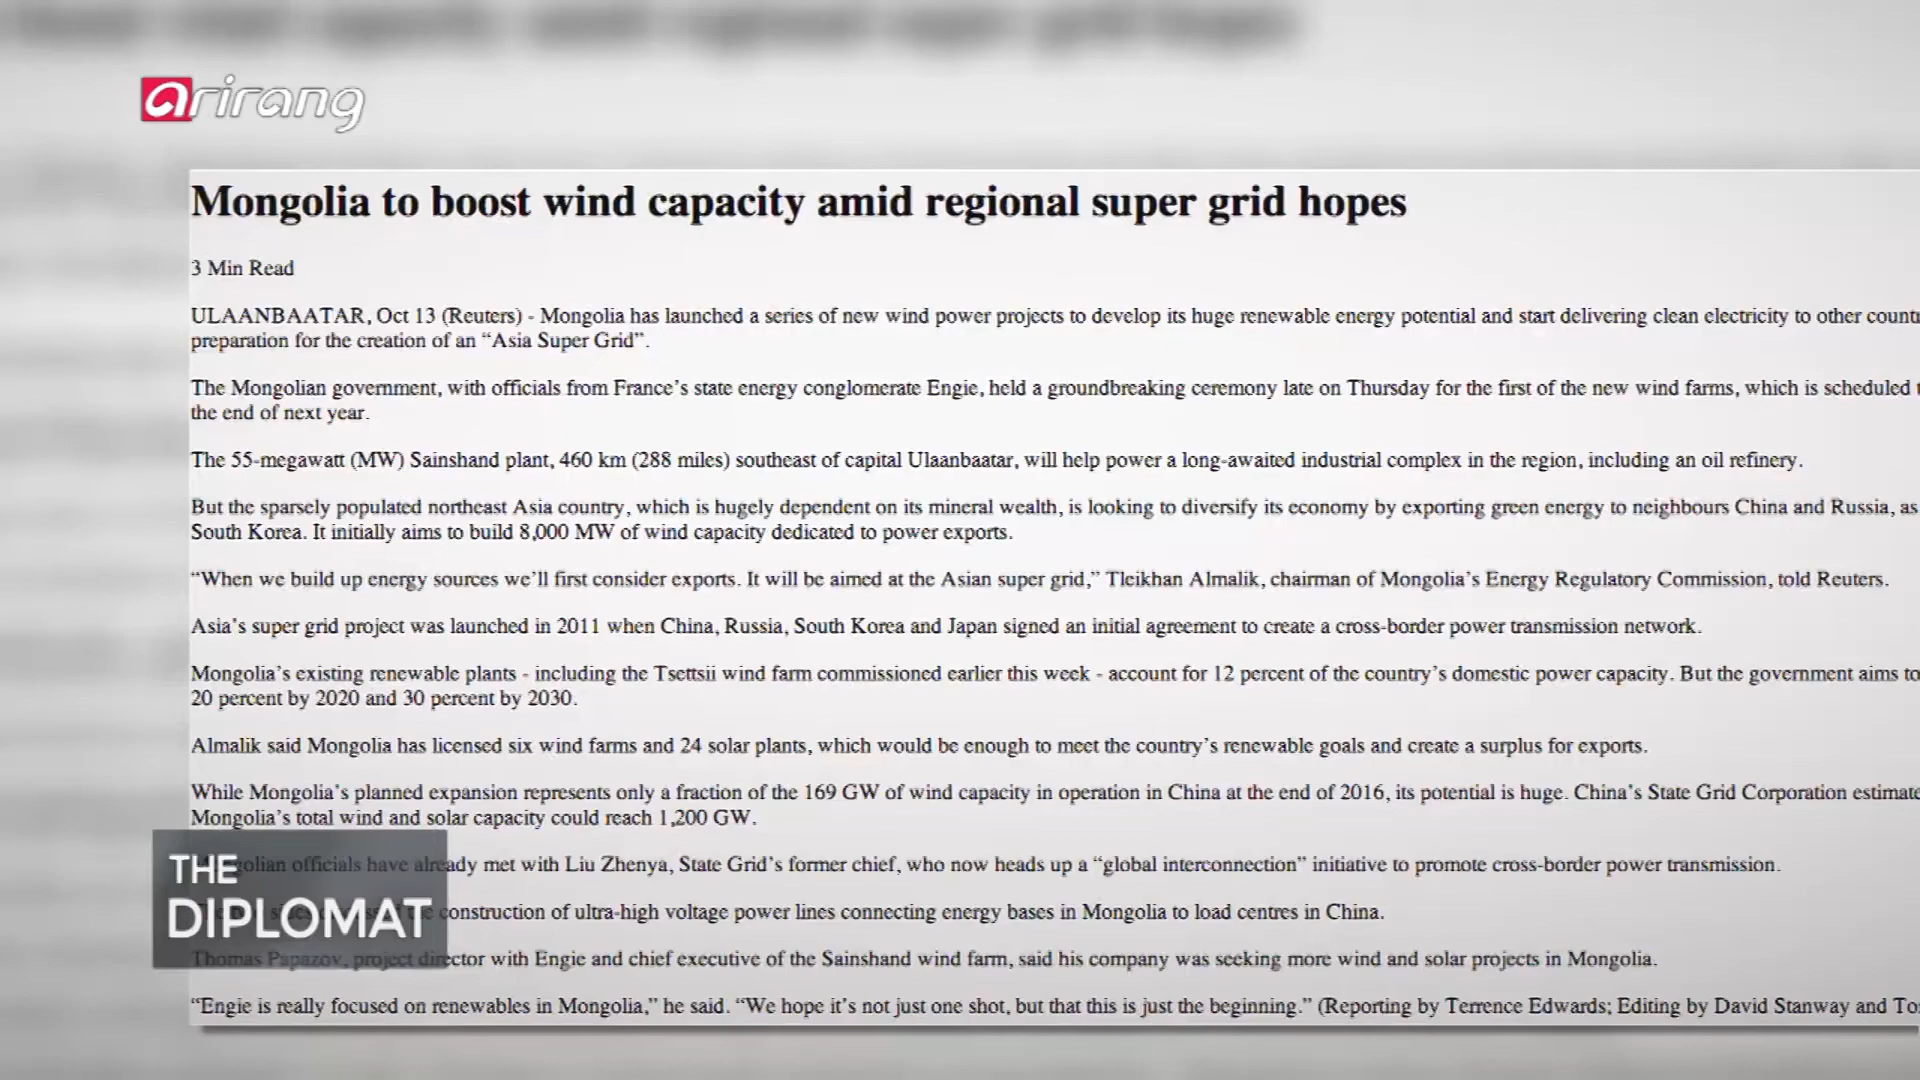 arirang
Mongolia to boost wind capacity amid regional super grid hopes
3 Min Read
ULAANBAATAR, Oct 13 (Reuters) - Mongolia has launched a series of new wind power projects to develop its huge renewable energy potential and start delivering clean electricity to other
preparation for the creation of an “Asia Super Grid”.
The Mongolian government, with officials from France’s state energy conglomerate Engie, held a groundbreaking ceremony late on Thursday for the first of the new wind farms, which is scheduled
the end of next year.
The 55-megawatt (MW) Sainshand plant, 460 km (288 miles) southeast of capital Ulaanbaatar, will help power a long-awaited industrial complex in the region, including an oil refinery.
But the sparsely populated northeast Asia country, which is hugely dependent on its mineral wealth, is looking to diversify its economy by exporting green energy to neighbours China and Russia, as
South Korea. It initially aims to build 8,000 MW of wind capacity dedicated to power exports.
“When we build up energy sources we’ll first consider exports. It will be aimed at the Asian super grid,” Tleikhan Almalik, chairman of Mongolia’s Energy Regulatory Commission, told Reuters.
Asia’s super grid project was launched in 2011 when China, Russia, South Korea and Japan signed an initial agreement to create a cross-border power transmission network.
Mongolia’s existing renewable plants - including the Tsettsii wind farm commissioned earlier this week - account for 12 percent of the country’s domestic power capacity. But the government aims to
20 percent by 2020 and 30 percent by 2030.
Almalik said Mongolia has licensed six wind farms and 24 solar plants, which would be enough to meet the country’s renewable goals and create a surplus for exports.
While Mongolia’s planned expansion represents only a fraction of the 169 GW of wind capacity in operation in China at the end of 2016, its potential is huge. China’s State Grid Corporation
Mongolia’s total wind and solar capacity could reach 1,200 GW.
Mongolian officials have already met with Liu Zhenya, State Grid’s former chief, who now heads up a “global interconnection” initiative to promote cross-border power transmission.
construction of ultra-high voltage power lines connecting energy bases in Mongolia to load centres in China.
Thomas Papazov, project director with Engie and chief executive of the Sainshand wind farm, said his company was seeking more wind and solar projects in Mongolia.
“Engie is really focused on renewables in Mongolia,” he said. “We hope it’s not just one shot, but that this is just the beginning.” (Reporting by Terrence Edwards; Editing by David Stanway and
THE
DIPLOMAT